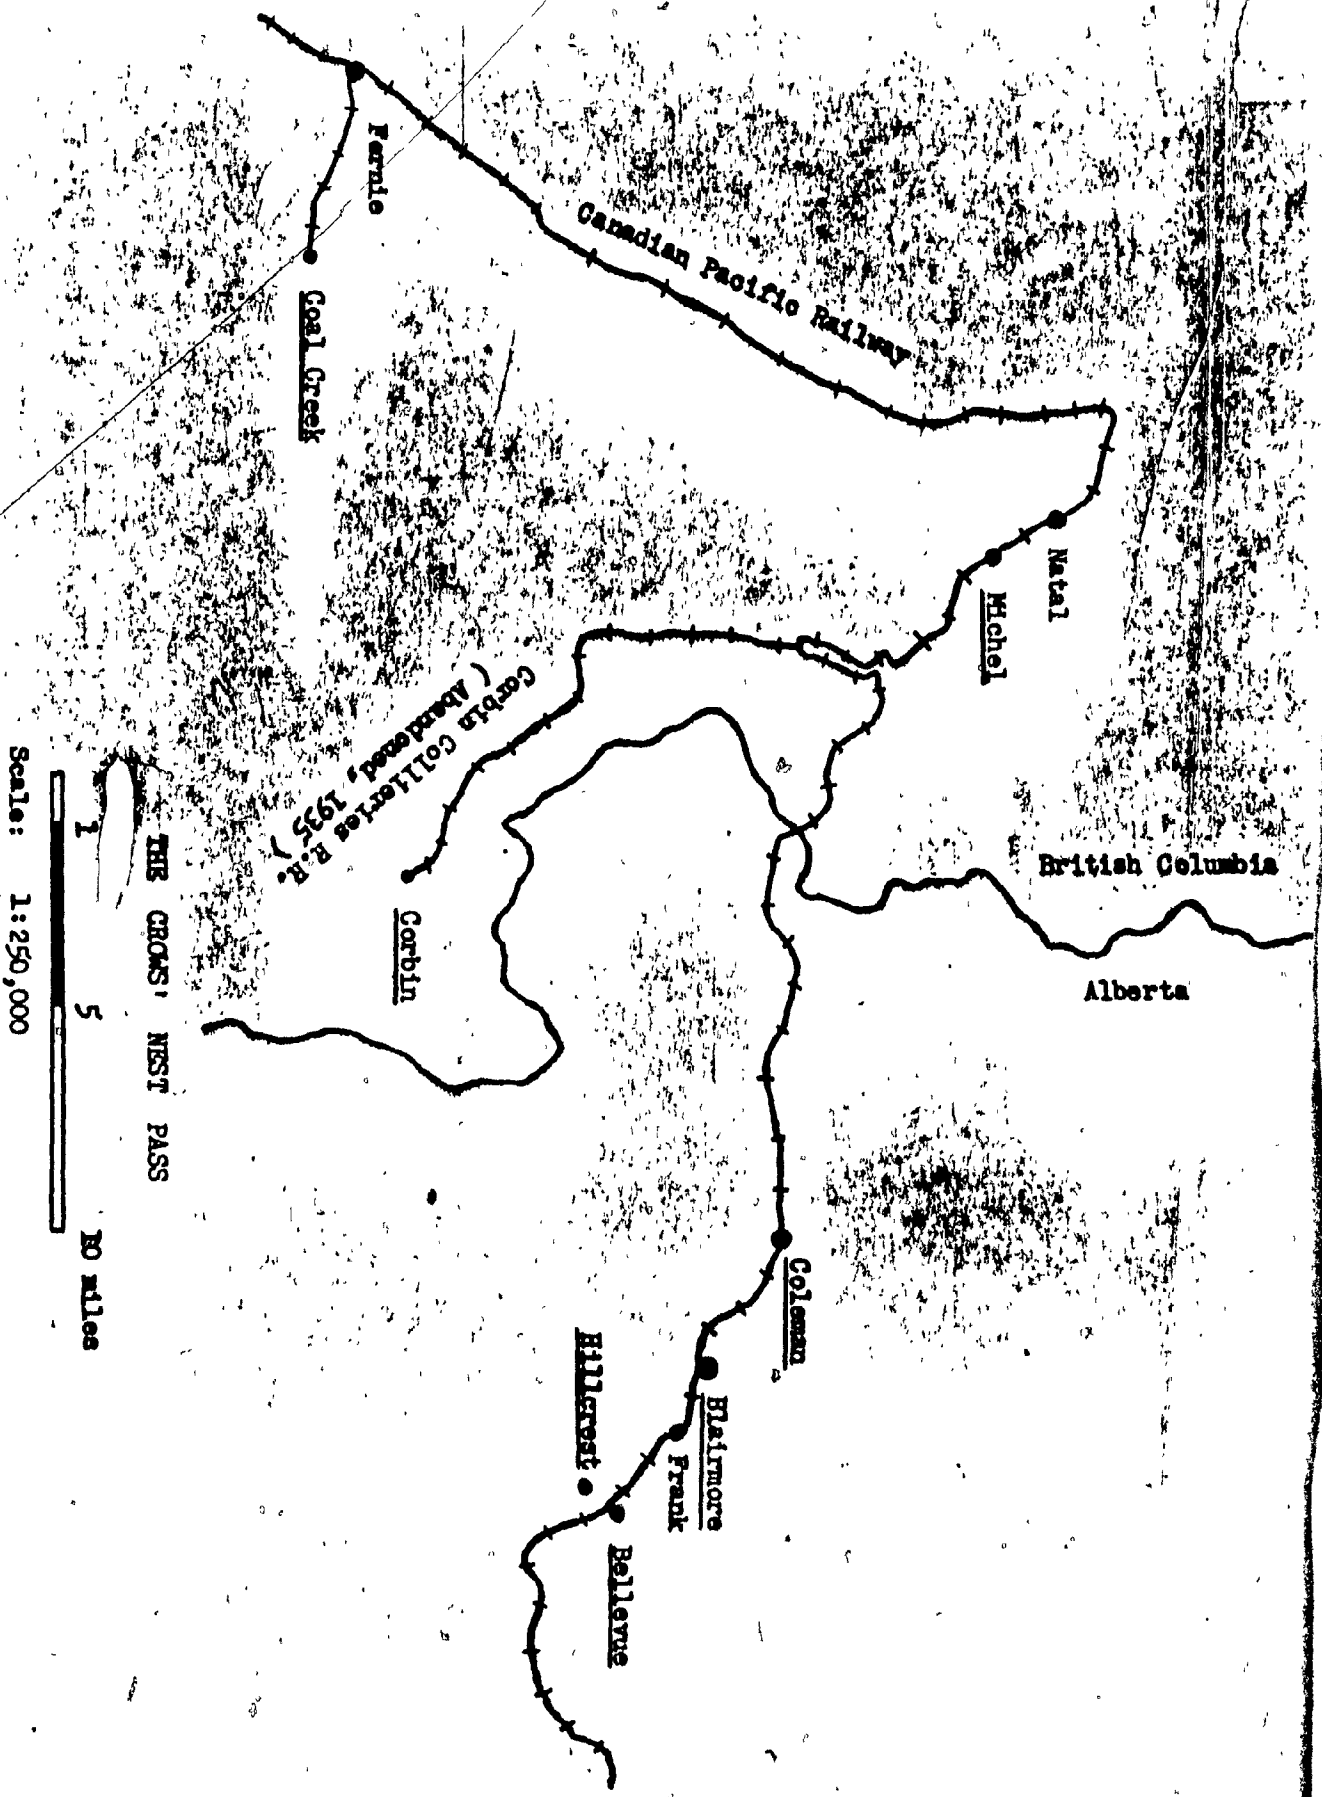 Canadian Pacific Railway
British Columbia
Alberta
Natal
Michel
Fernie
Coal Creek
Corbin Collieries R.R.
( Abandoned, 1935 )
Corbin
Coleman
Blairmore
Frank
Hillcrest
Bellevue
THE CROWS' NEST PASS
1 5 10 miles
Scale: 1:250,000